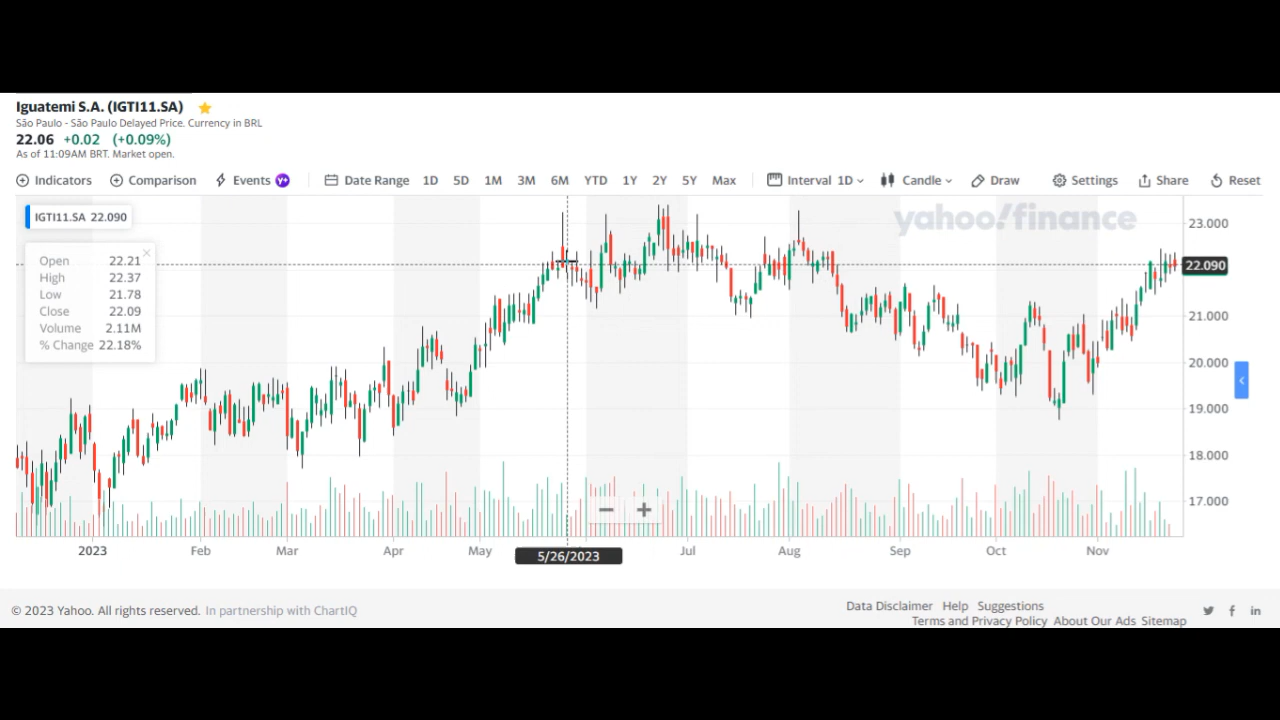 Iguatemi S.A. (IGTI11.SA)
São Paulo - São Paulo Delayed Price. Currency in BRL
22.06 +0.02 (+0.09%)
As of 11:09AM BRT. Market open.
Indicators Comparison Events Y+ Date Range 1D 5D 1M 3M 6M YTD 1Y 2Y 5Y Max Interval 1D Candle Draw Settings Share Reset
IGTI11.SA 22.090
yahoo!finance
23.000
Open 22.21
22.090
High 22.37
Low 21.78
Close 22.09
21.000
Volume 2.11M
% Change 22.18%
20.000
19.000
18.000
17.000
2023 Feb Mar Apr May Jul Aug Sep Oct Nov
5/26/2023
© 2023 Yahoo. All rights reserved. In partnership with ChartIQ
Data Disclaimer Help Suggestions
Terms and Privacy Policy About Our Ads Sitemap